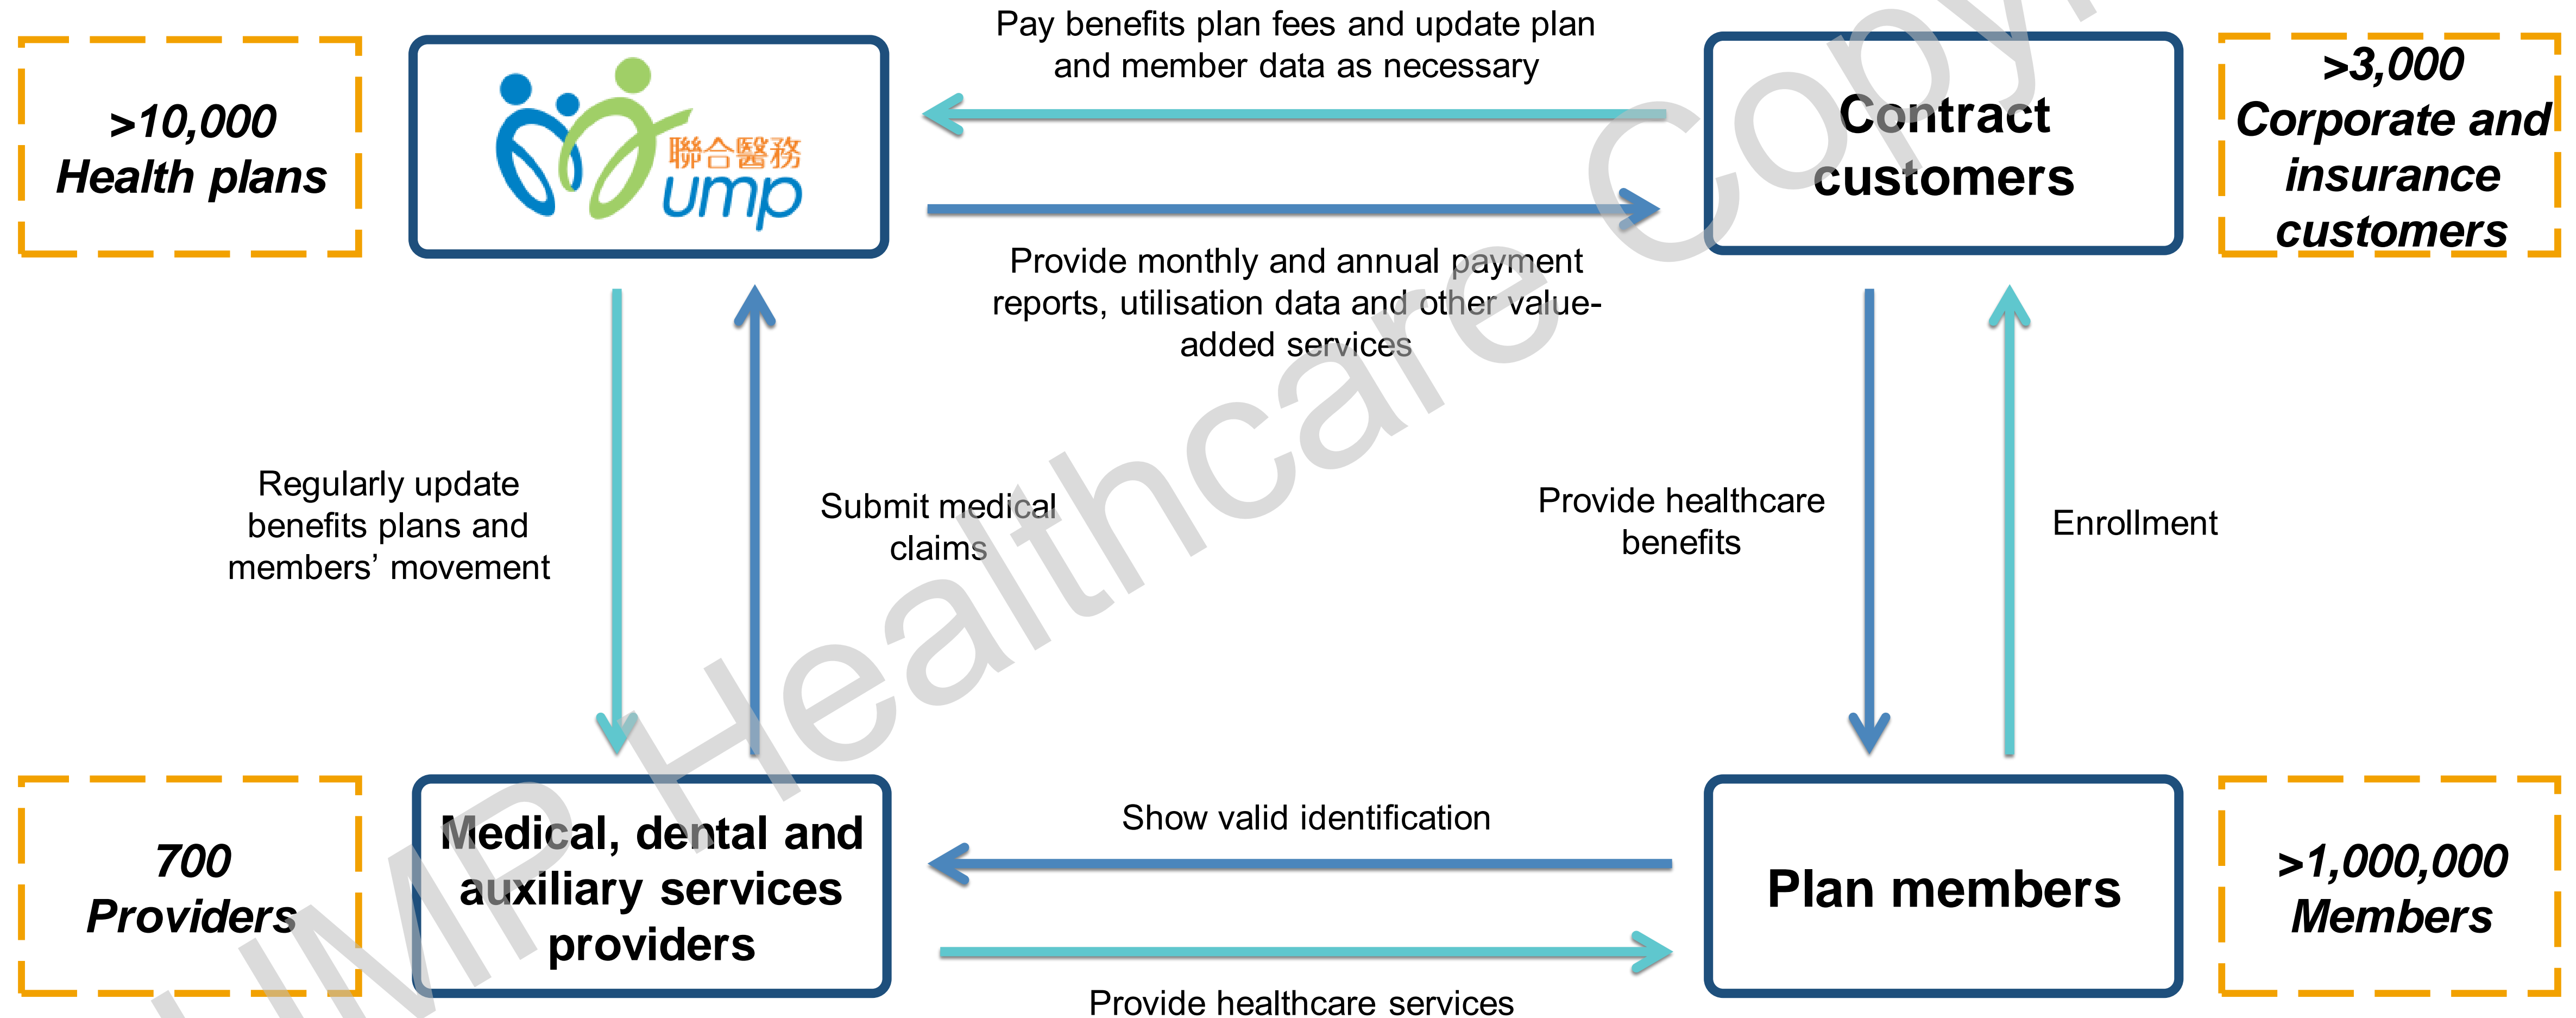 Pay benefits plan fees and update plan
and member data as necessary
>10,000
Health plans
聯合醫務
ump
Contract
customers
>3,000
Corporate and
insurance
customers
Provide monthly and annual payment
reports, utilisation data and other value-
added services
Regularly update
benefits plans and
members’ movement
Submit medical
claims
Provide healthcare
benefits
Enrollment
700
Providers
Medical, dental and
auxiliary services
providers
Show valid identification
Provide healthcare services
Plan members
>1,000,000
Members
UMP Healthcare Copy